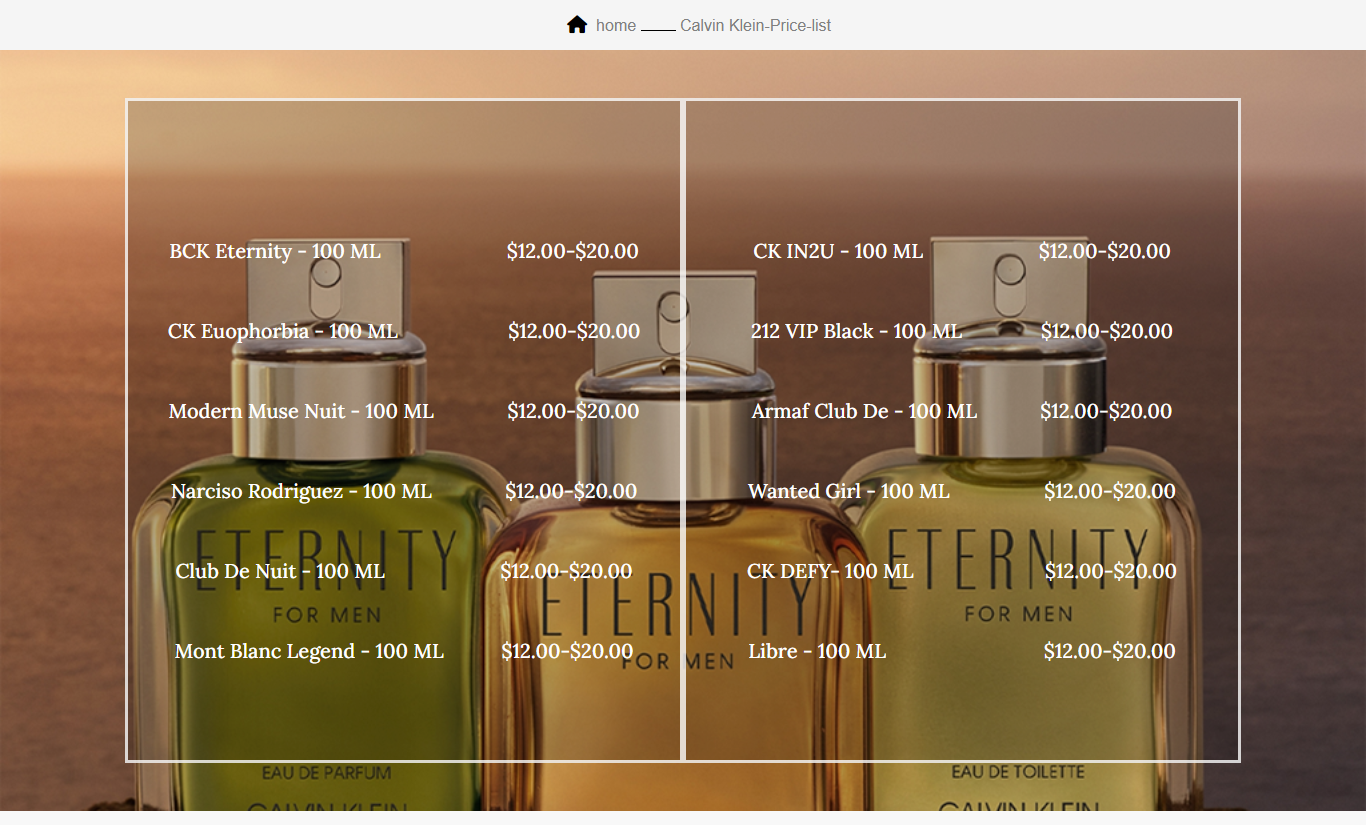 home ____ Calvin Klein-Price-list
BCK Eternity - 100 ML $12.00-$20.00
CK Euophorbia - 100 ML $12.00-$20.00
Modern Muse Nuit - 100 ML $12.00-$20.00
Narciso Rodriguez - 100 ML $12.00-$20.00
Club De Nuit - 100 ML $12.00-$20.00
Mont Blanc Legend - 100 ML $12.00-$20.00
CK IN2U - 100 ML $12.00-$20.00
212 VIP Black - 100 ML $12.00-$20.00
Armaf Club De - 100 ML $12.00-$20.00
Wanted Girl - 100 ML $12.00-$20.00
CK DEFY- 100 ML $12.00-$20.00
Libre - 100 ML $12.00-$20.00
ETERNITY
FOR MEN
EAU DE PARFUM
CALVIN KLEIN
ETERNITY
FOR MEN
ETERNITY
FOR MEN
EAU DE TOILETTE
CALVIN KLEIN